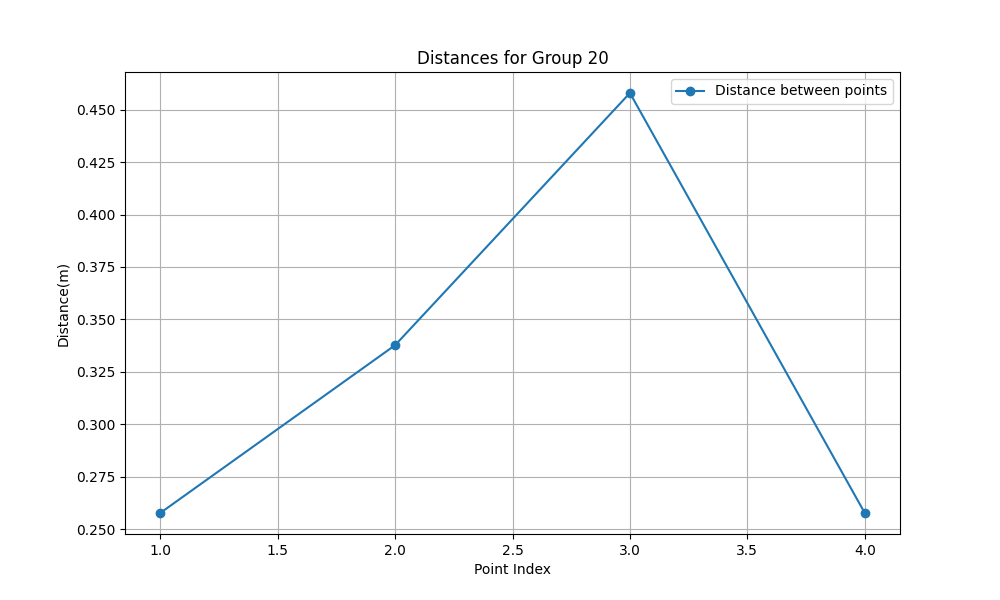 Distances for Group 20
Distance between points
Distance(m)
0.450
0.425
0.400
0.375
0.350
0.325
0.300
0.275
0.250
1.0 1.5 2.0 2.5 3.0 3.5 4.0
Point Index